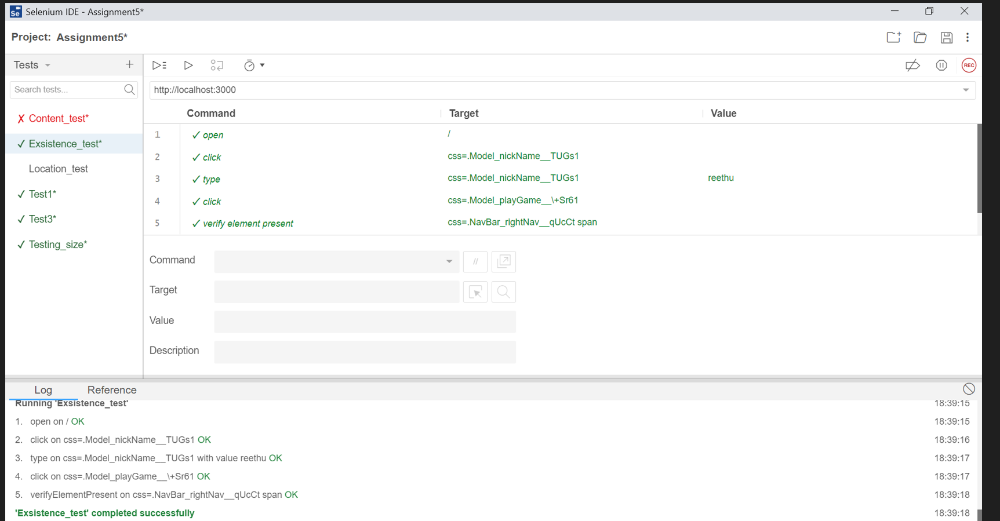 Se Selenium IDE - Assignment5*
Project: Assignment5*
Tests
Search tests...
http://localhost:3000
REC
✗ Content_test*
✓ Exsistence_test*
Location_test
✓ Test1*
✓ Test3*
✓ Testing_size*
Command Target Value
1 ✓ open /
2 ✓ click css=.Model_nickName__TUGs1
3 ✓ type css=.Model_nickName__TUGs1 reethu
4 ✓ click css=.Model_playGame__\+Sr61
5 ✓ verify element present css=.NavBar_rightNav__qUcCt span
Command //
Target
Value
Description
Log Reference
Running 'Exsistence_test' 18:39:15
1. open on / OK 18:39:15
2. click on css=.Model_nickName__TUGs1 OK 18:39:16
3. type on css=.Model_nickName__TUGs1 with value reethu OK 18:39:17
4. click on css=.Model_playGame__\+Sr61 OK 18:39:17
5. verifyElementPresent on css=.NavBar_rightNav__qUcCt span OK 18:39:18
'Exsistence_test' completed successfully 18:39:18